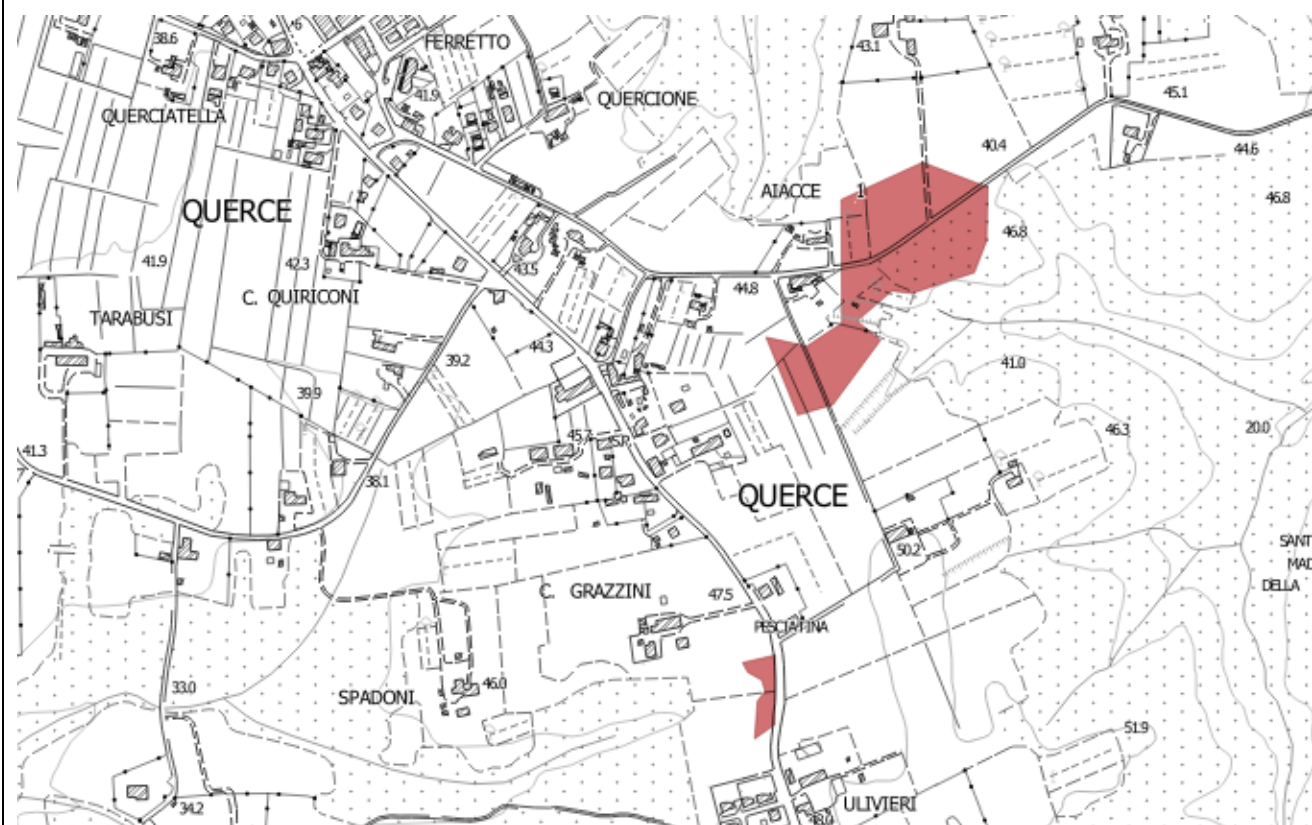 38.6
FERRETTO
43.1
QUERCIATELLA
41.9
QUERCIONE
45.1
40.4
44.6
AIACCE 1
46.8
QUERCE
46.8
41.9
42.3
43.5
C. QUIRICONI
44.8
TARABUSI
39.2
44.3
41.0
39.9
46.3
20.0
41.3
45.7
S.P.
38.1
QUERCE
50.2
SANT
MAD
DELLA
C. GRAZZINI
47.5
PESCIATINA
33.0
SPADONI
46.0
51.9
34.2
ULIVIERI